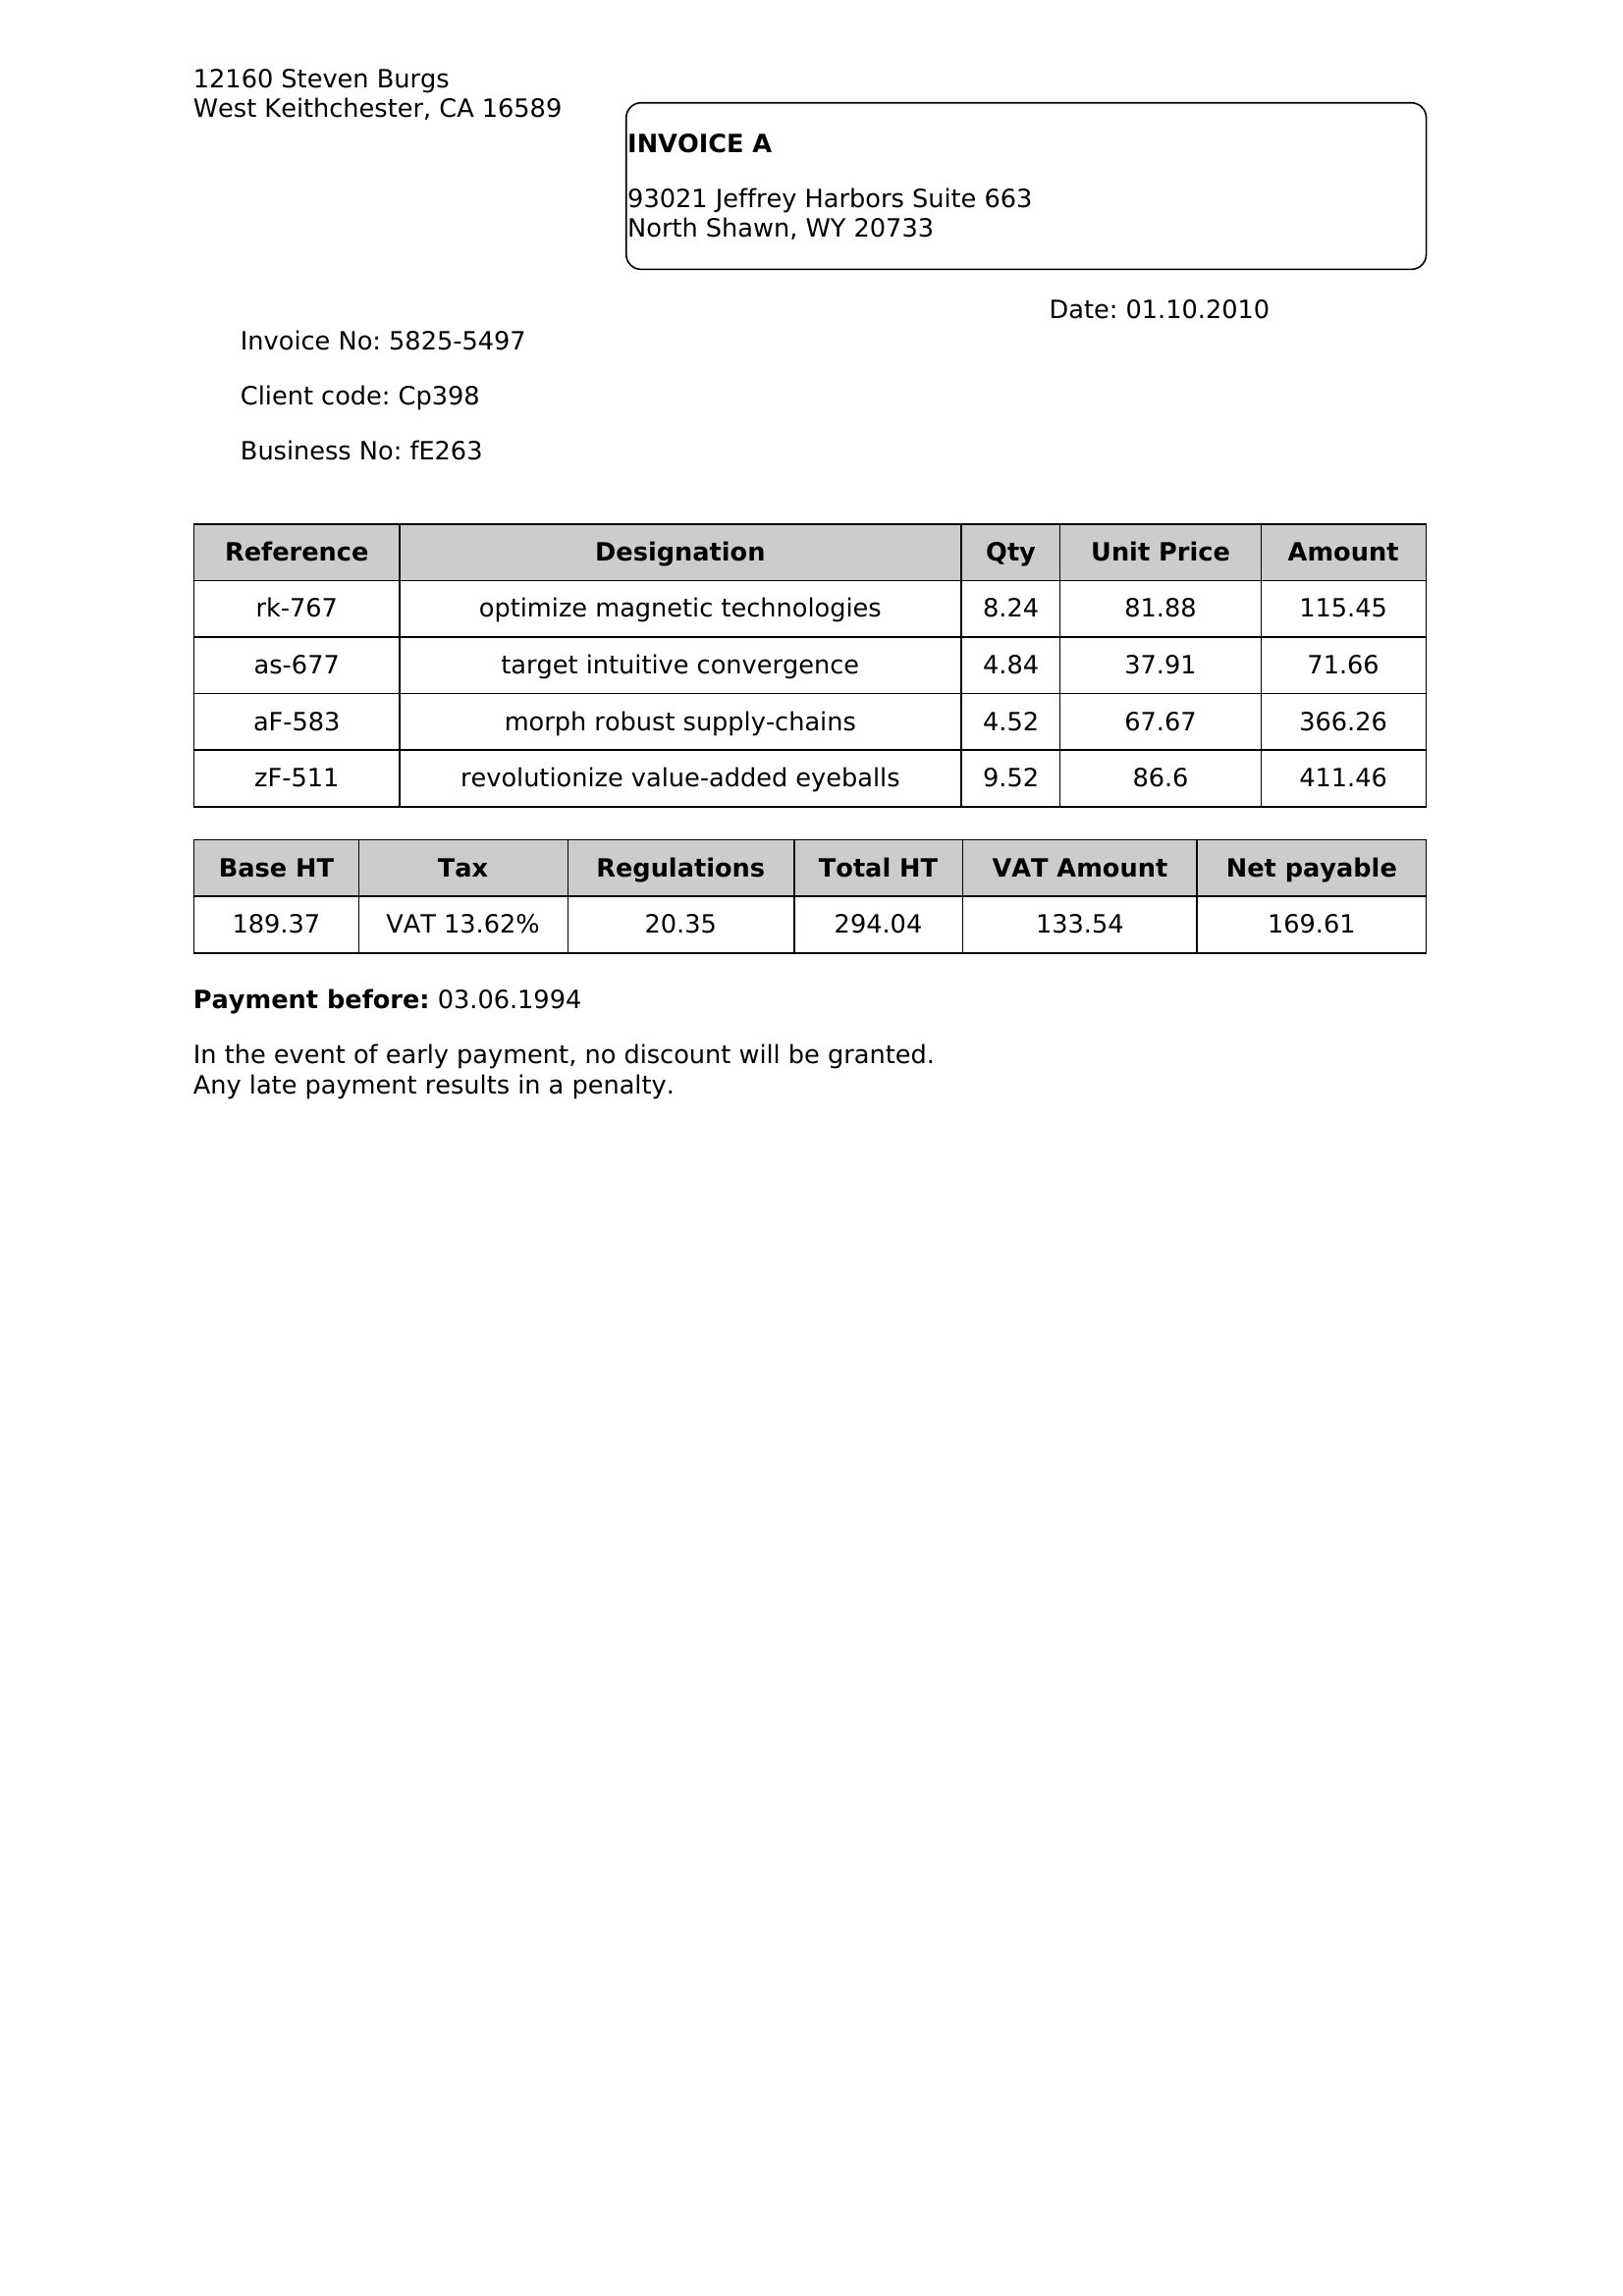 12160 Steven Burgs
West Keithchester, CA 16589
INVOICE A
93021 Jeffrey Harbors Suite 663
North Shawn, WY 20733
Date: 01.10.2010
Invoice No: 5825-5497
Client code: Cp398
Business No: fE263
Reference Designation Qty Unit Price Amount
rk-767 optimize magnetic technologies 8.24 81.88 115.45
as-677 target intuitive convergence 4.84 37.91 71.66
aF-583 morph robust supply-chains 4.52 67.67 366.26
zF-511 revolutionize value-added eyeballs 9.52 86.6 411.46
Base HT Tax Regulations Total HT VAT Amount Net payable
189.37 VAT 13.62% 20.35 294.04 133.54 169.61
Payment before: 03.06.1994
In the event of early payment, no discount will be granted.
Any late payment results in a penalty.